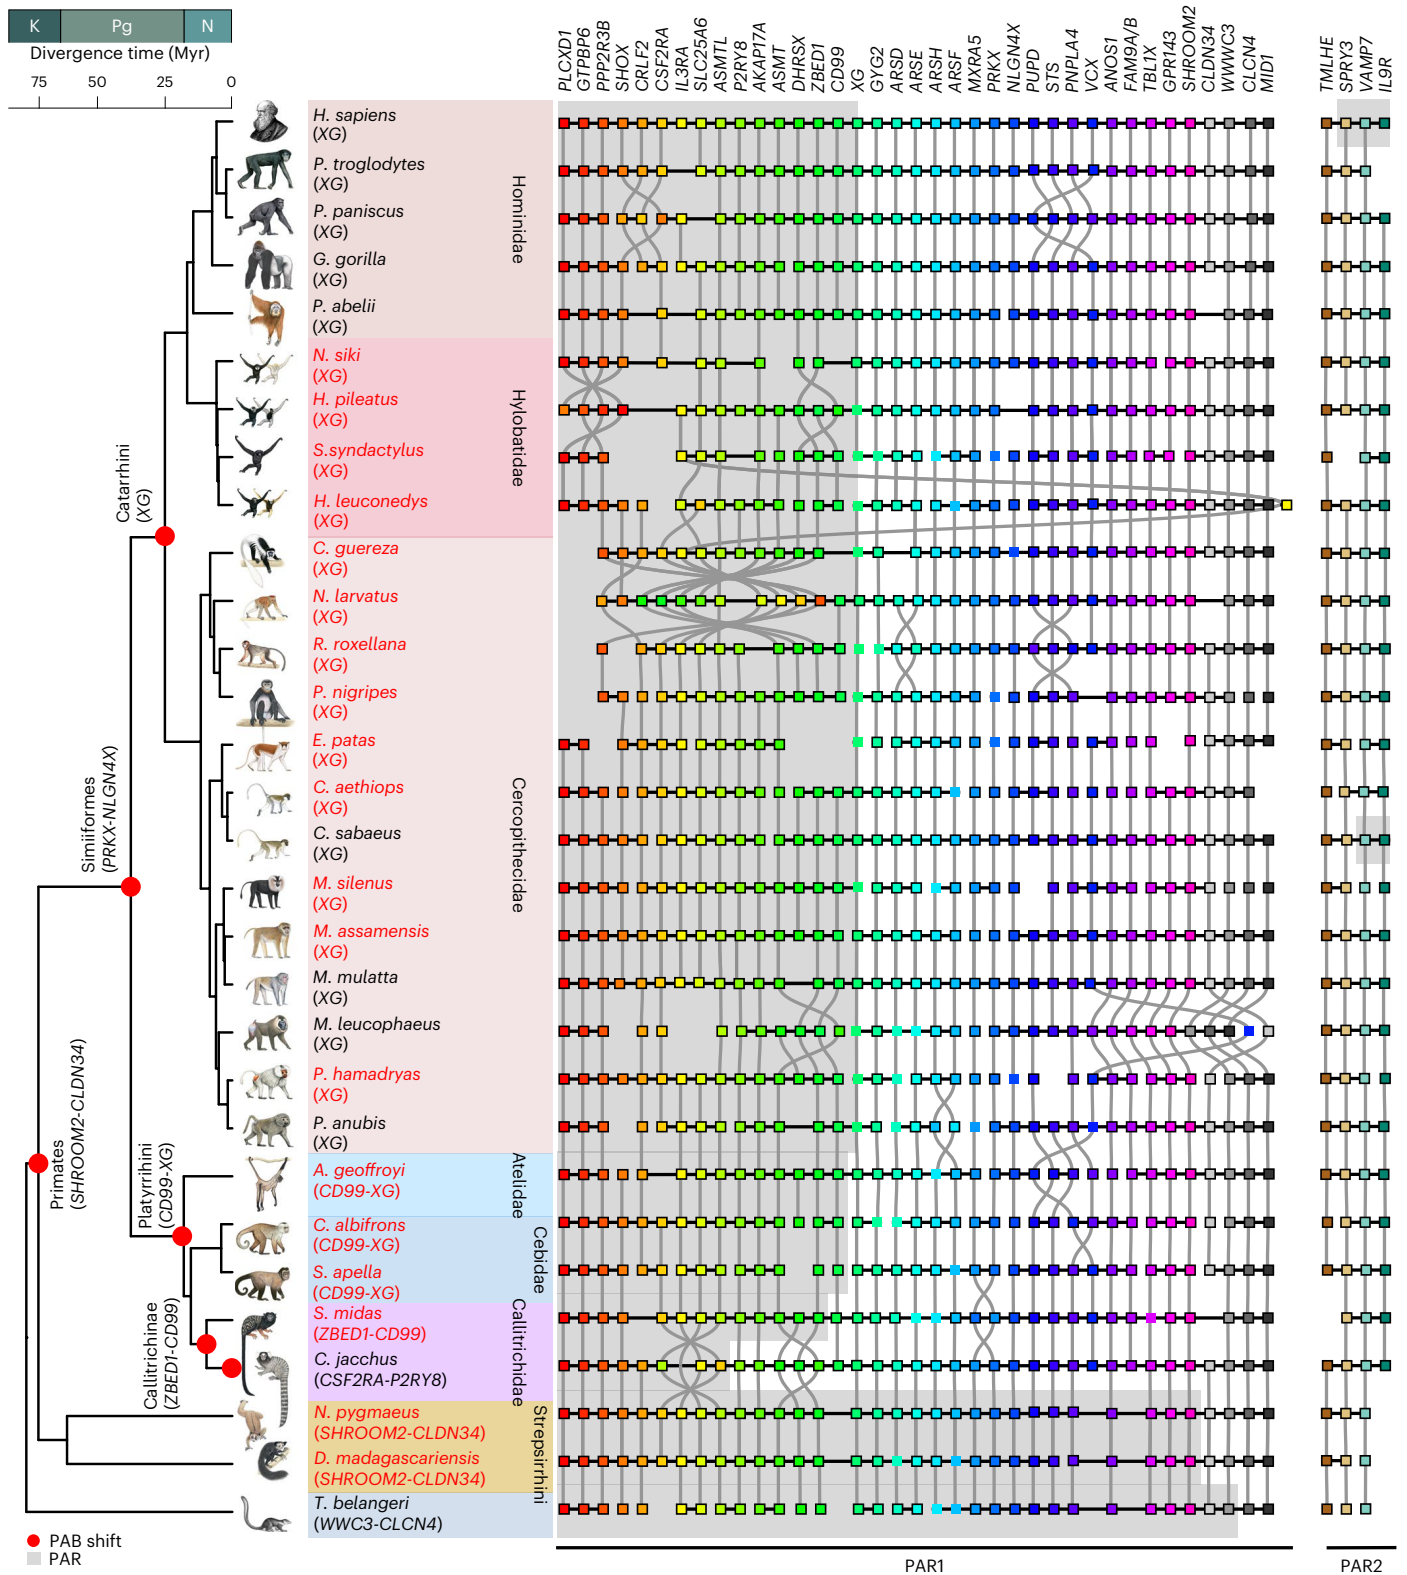 K Pg N
Divergence time (Myr)
75 50 25 0
PLCXD1 GTPBP6 PPP2R3B SHOX CRLF2 CSF2RA IL3RA SLC25A6 ASMTL P2RY8 AKAP17A ASMT DHRSX ZBED1 CD99 XG GYG2 ARSD ARSE ARSH ARSF MXRA5 PRKX NLGN4X PUPD STS PNPLA4 VCX ANOS1 FAM9A/B TBL1X GPR143 SHROOM2 CLDN34 WWC3 CLCN4 MID1 TMLHE SPRY3 VAMP7 IL9R
H. sapiens
(XG)
P. troglodytes
(XG)
P. paniscus
(XG)
G. gorilla
(XG)
P. abelii
(XG)
Hominidae
N. siki
(XG)
H. pileatus
(XG)
S.syndactylus
(XG)
H. leuconedys
(XG)
Hylobatidae
C. guereza
(XG)
N. larvatus
(XG)
R. roxellana
(XG)
P. nigripes
(XG)
E. patas
(XG)
C. aethiops
(XG)
C. sabaeus
(XG)
M. silenus
(XG)
M. assamensis
(XG)
M. mulatta
(XG)
M. leucophaeus
(XG)
P. hamadryas
(XG)
P. anubis
(XG)
Cercopithecidae
A. geoffroyi
(CD99-XG)
Atelidae
C. albifrons
(CD99-XG)
S. apella
(CD99-XG)
Cebidae
S. midas
(ZBED1-CD99)
C. jacchus
(CSF2RA-P2RY8)
Callitrichidae
N. pygmaeus
(SHROOM2-CLDN34)
D. madagascariensis
(SHROOM2-CLDN34)
Strepsirrhini
T. belangeri
(WWC3-CLCN4)
Catarrhini
(XG)
Simiiformes
(PRKX-NLGN4X)
Primates
(SHROOM2-CLDN34)
Platyrrihini
(CD99-XG)
Callitrichinae
(ZBED1-CD99)
PAB shift
PAR
PAR1
PAR2